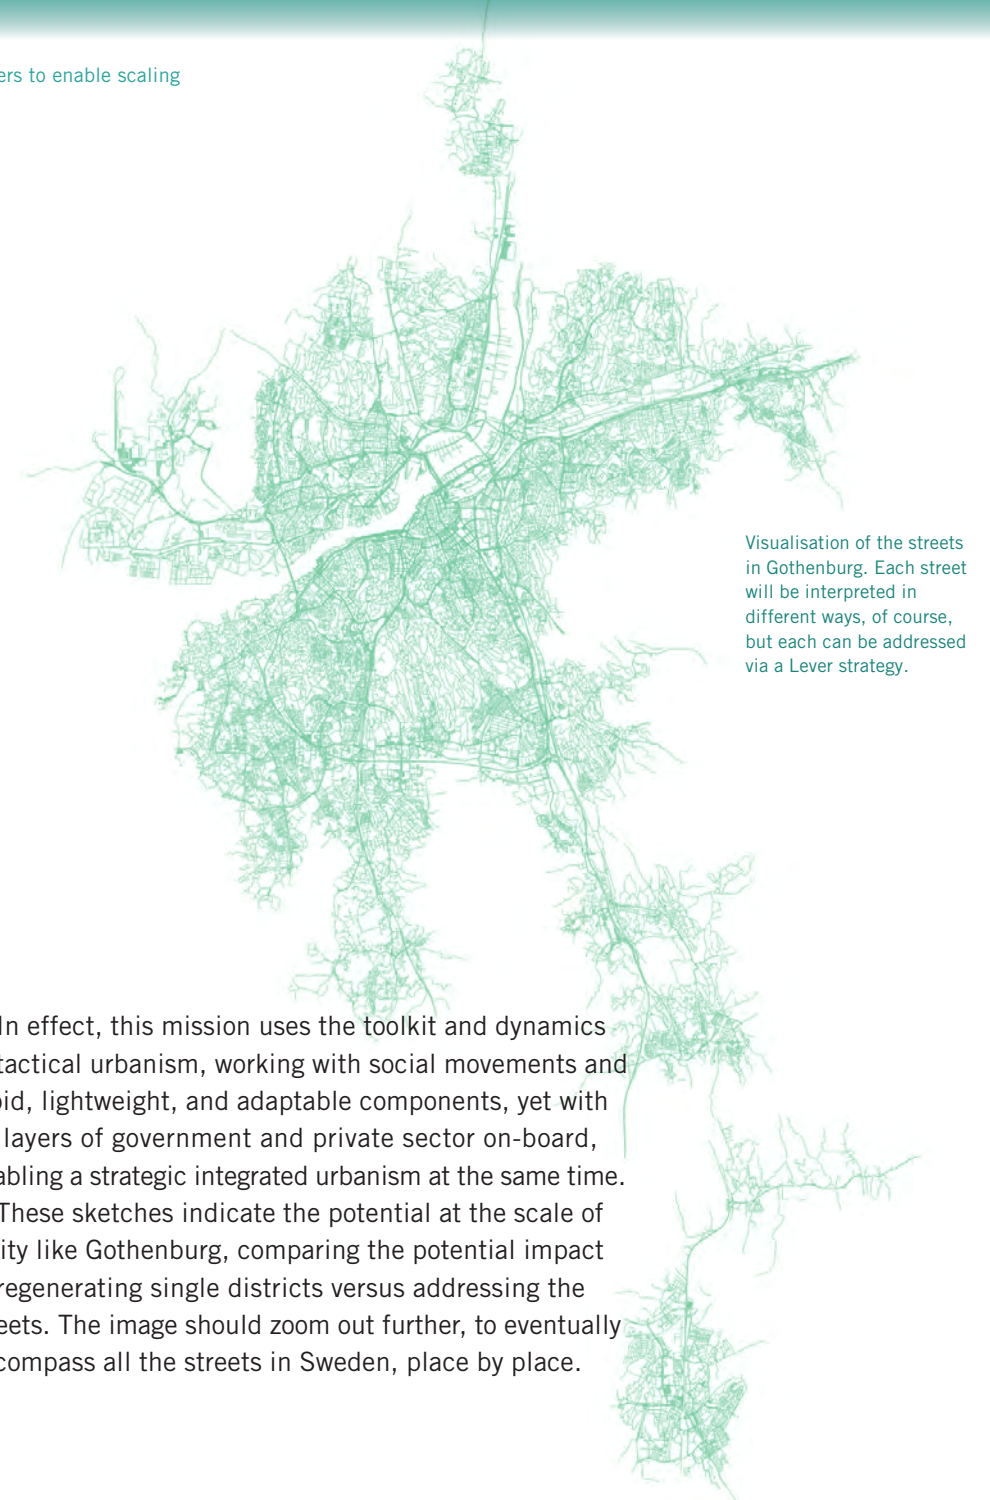 ers to enable scaling
Visualisation of the streets
in Gothenburg. Each street
will be interpreted in
different ways, of course,
but each can be addressed
via a Lever strategy.
In effect, this mission uses the toolkit and dynamics
tactical urbanism, working with social movements and
id, lightweight, and adaptable components, yet with
layers of government and private sector on-board,
abling a strategic integrated urbanism at the same time.
These sketches indicate the potential at the scale of
ity like Gothenburg, comparing the potential impact
regenerating single districts versus addressing the
eets. The image should zoom out further, to eventually
compass all the streets in Sweden, place by place.